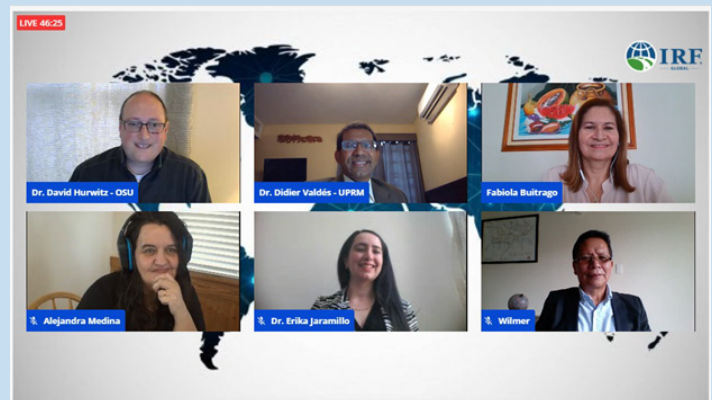 LIVE 46:25
IRF
GLOBAL
Dr. David Hurwitz - OSU
Dr. Didier Valdés - UPRM
Fabiola Buitrago
Alejandra Medina
Dr. Erika Jaramillo
Wilmer